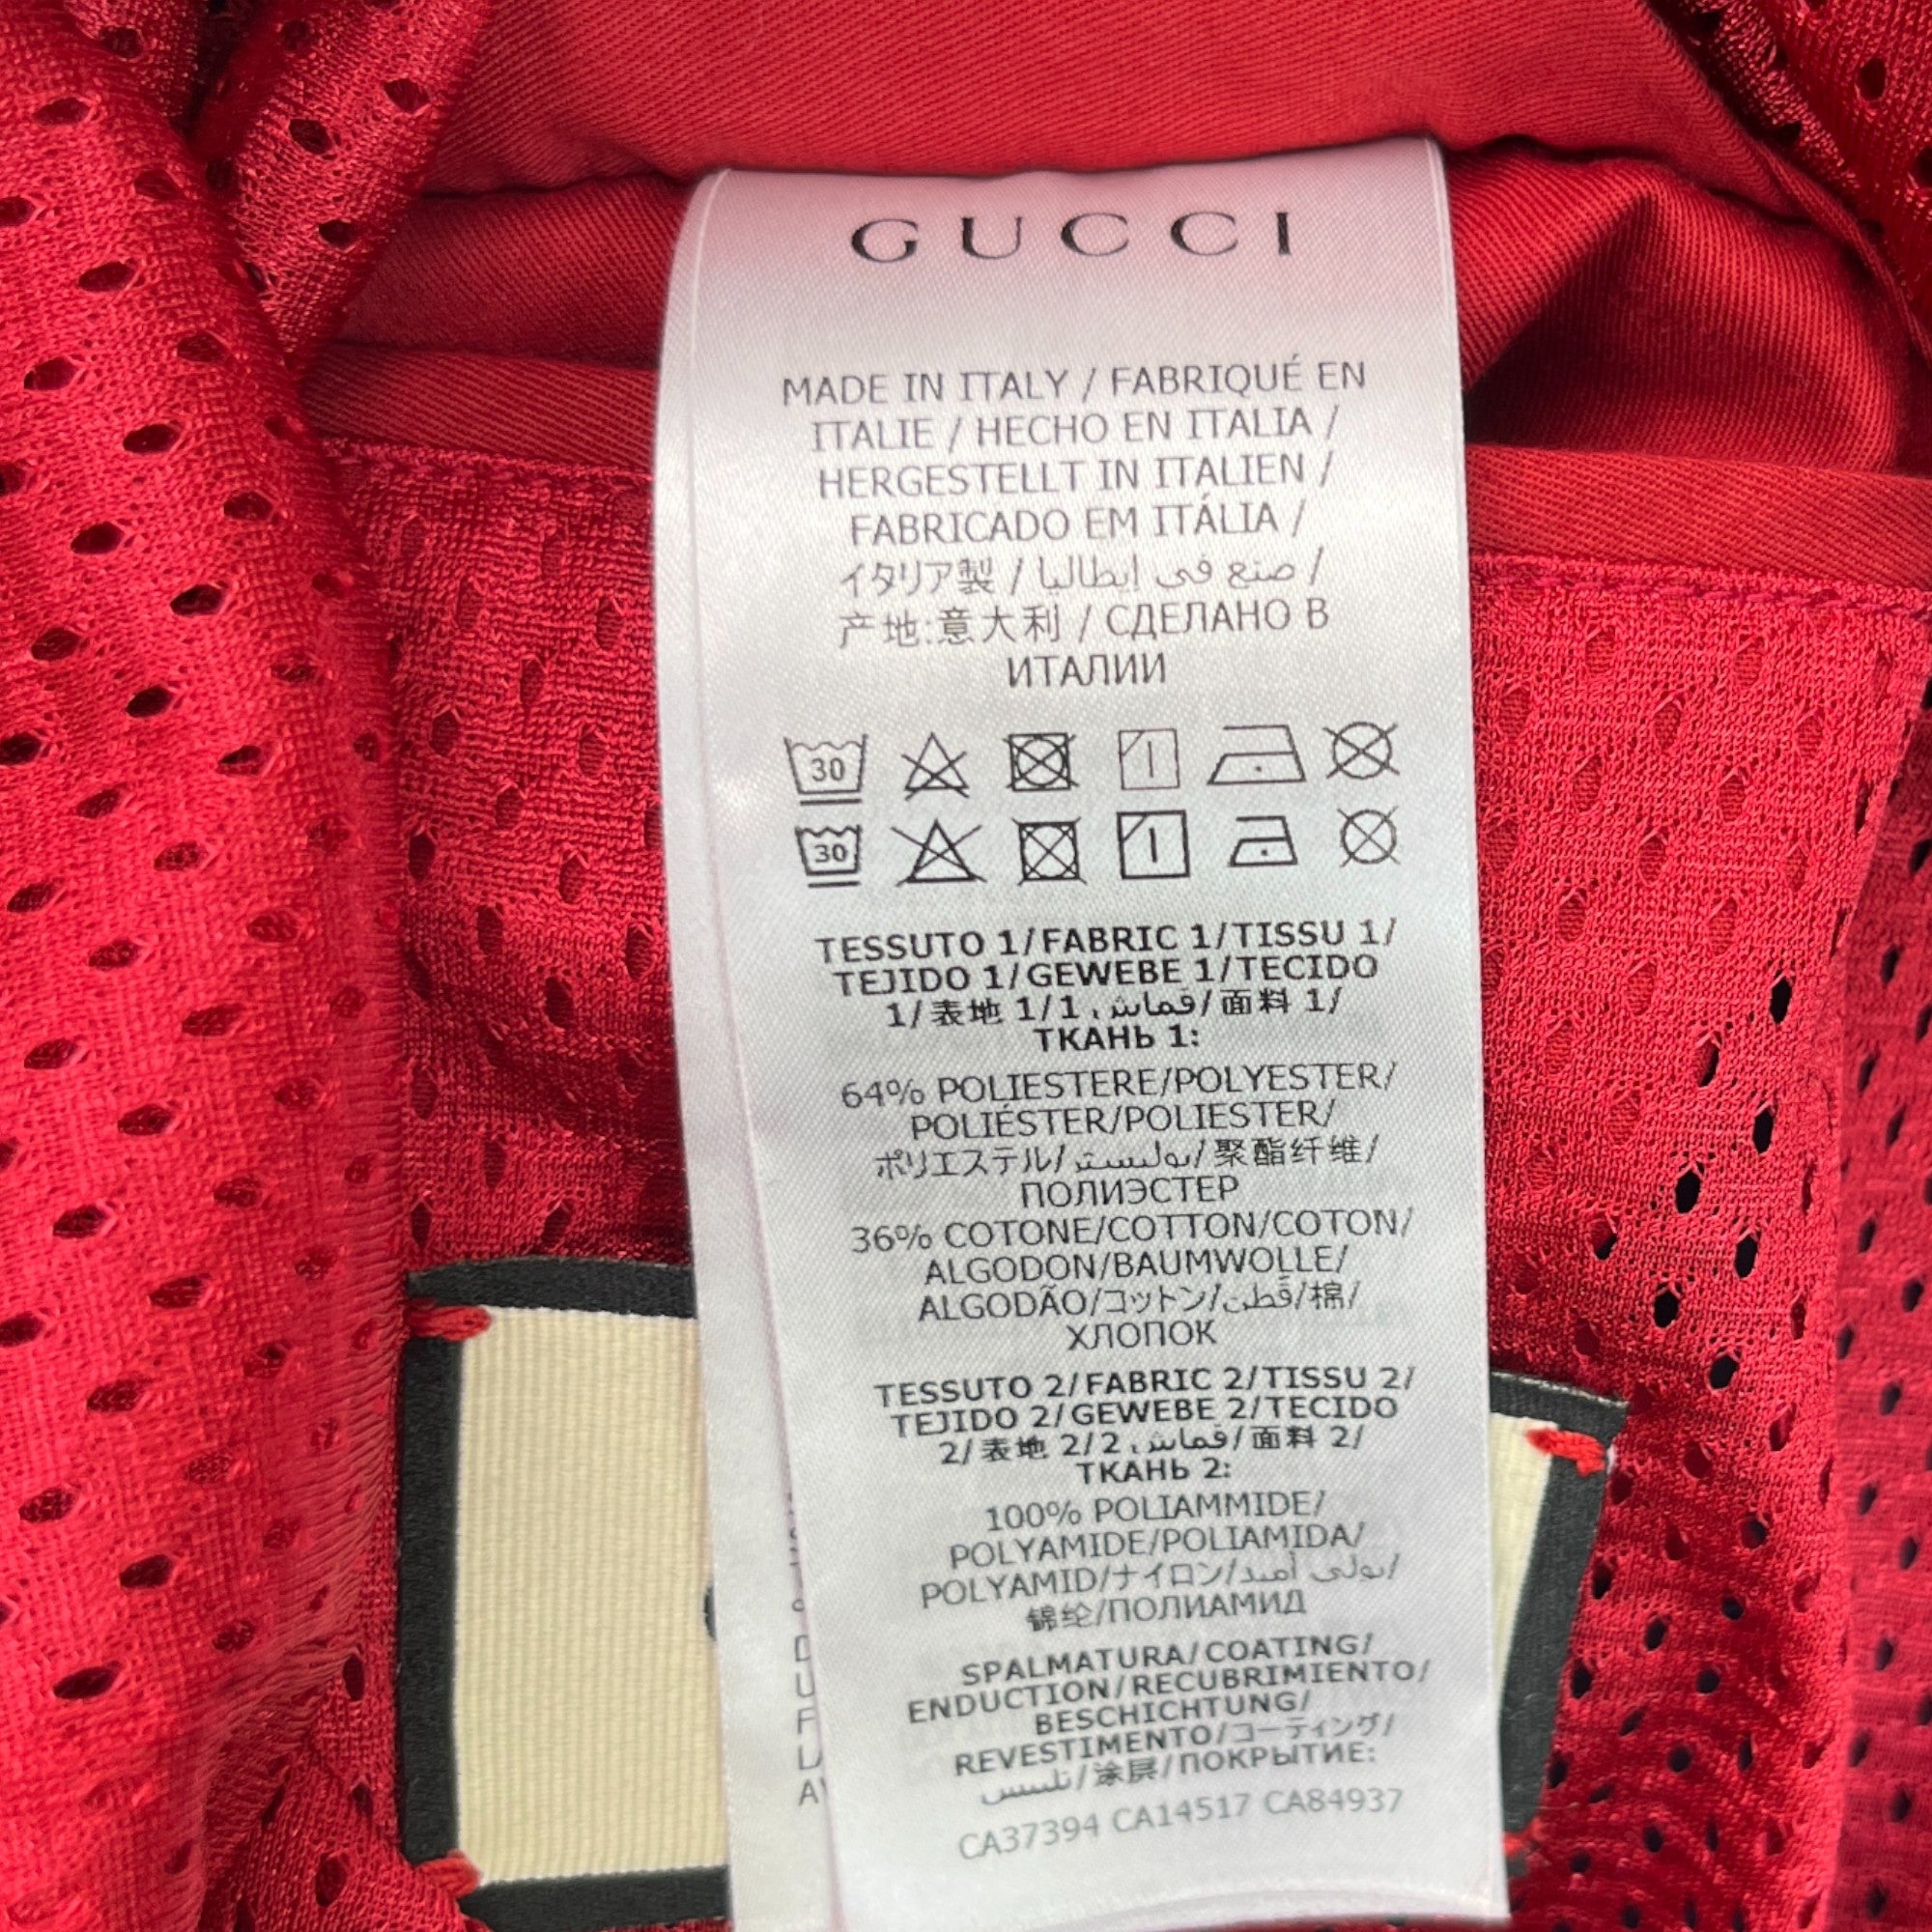 GUCCI
MADE IN ITALY / FABRIQUÉ EN
ITALIE / HECHO EN ITALIA /
HERGESTELLT IN ITALIEN /
FABRICADO EM ITÁLIA /
イタリア製 / صنع في إيطاليا /
产地:意大利 / СДЕЛАНО В
ИТАЛИИ
30
30
TESSUTO 1/FABRIC 1/TISSU 1/
TEJIDO 1/GEWEBE 1/TECIDO
1/表地 1/قماش، 1/面料 1/
ТКАНЬ 1:
64% POLIESTERE/POLYESTER/
POLIÉSTER/POLIESTER/
ポリエステル/بوليستر/聚酯纤维/
ПОЛИЭСТЕР
36% COTONE/COTTON/COTON/
ALGODON/BAUMWOLLE/
ALGODÃO/コットン/قطن/棉/
ХЛОПОК
TESSUTO 2/FABRIC 2/TISSU 2/
TEJIDO 2/GEWEBE 2/TECIDO
2/表地 2/قماش، 2/面料 2/
ТКАНЬ 2:
100% POLIAMMIDE/
POLYAMIDE/POLIAMIDA/
POLYAMID/ナイロン/بولي أميد/
锦纶/ПОЛИАМИД
SPALMATURA/COATING/
ENDUCTION/RECUBRIMIENTO/
BESCHICHTUNG/
REVESTIMENTO/コーティング/
تلبيس/涂层/ПОКРЫТИЕ:
CA37394 CA14517 CA84937